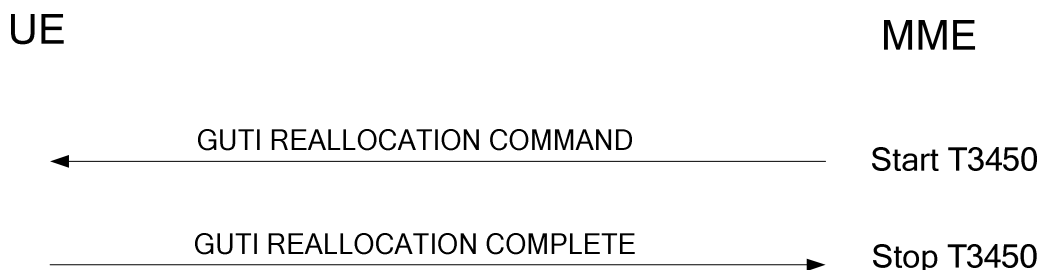 UE
MME
GUTI REALLOCATION COMMAND
Start T3450
GUTI REALLOCATION COMPLETE
Stop T3450